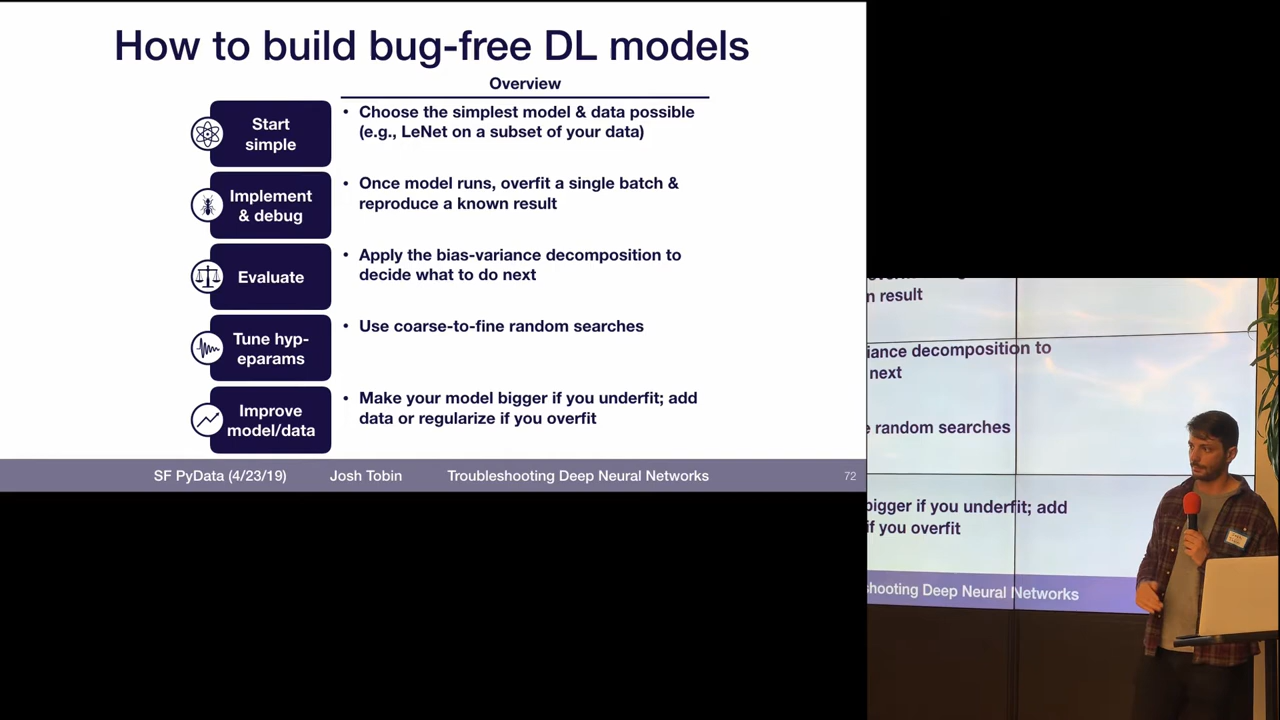 How to build bug-free DL models
Overview
Start
simple
• Choose the simplest model & data possible
(e.g., LeNet on a subset of your data)
Implement
& debug
• Once model runs, overfit a single batch &
reproduce a known result
Evaluate
• Apply the bias-variance decomposition to
decide what to do next
Tune hyp-
eparams
• Use coarse-to-fine random searches
Improve
model/data
• Make your model bigger if you underfit; add
data or regularize if you overfit
SF PyData (4/23/19) Josh Tobin Troubleshooting Deep Neural Networks 72
n result
iance decomposition to
next
e random searches
bigger if you underfit; add
if you overfit
shooting Deep Neural Networks